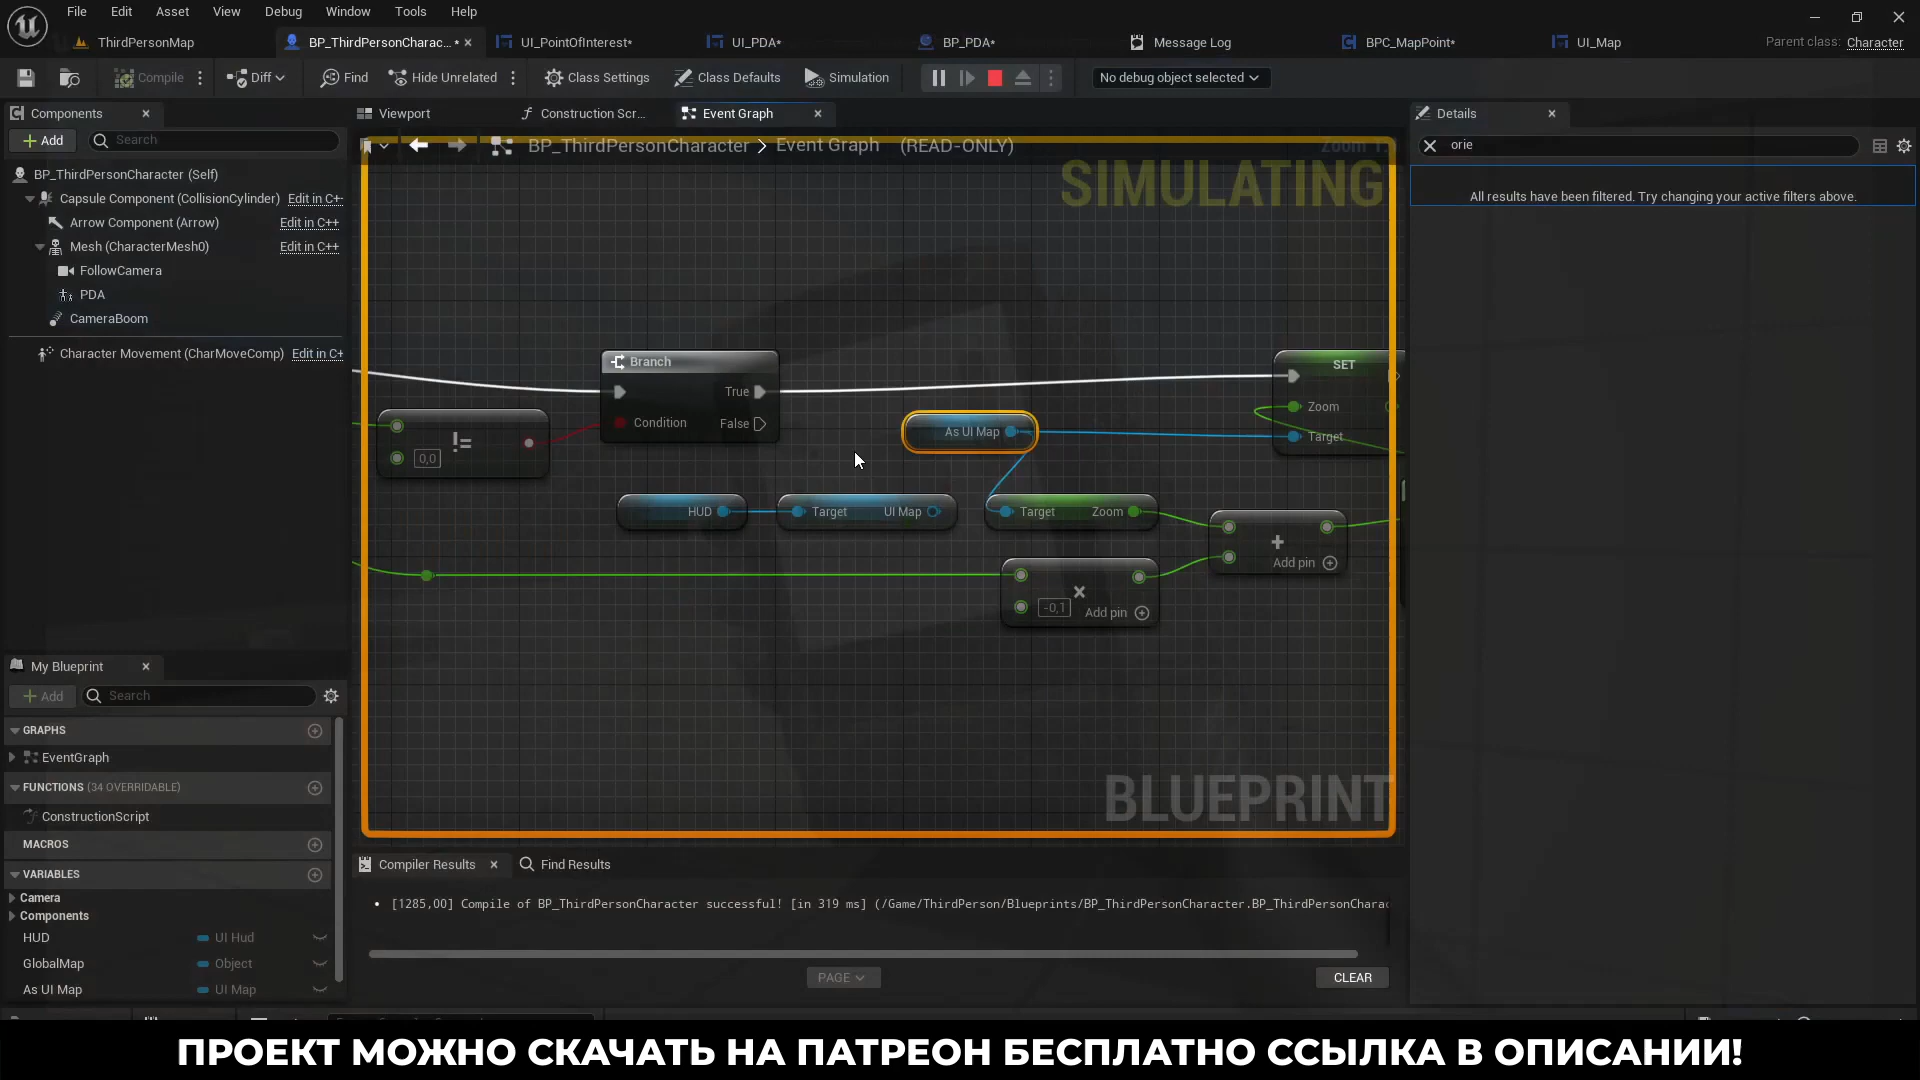 File Edit Asset View Debug Window Tools Help
ThirdPersonMap BP_ThirdPersonCharac... * UI_PointOfInterest* UI_PDA* BP_PDA* Message Log BPC_MapPoint* UI_Map Parent class: Character
Compile Diff Find Hide Unrelated Class Settings Class Defaults Simulation No debug object selected
Components Viewport Construction Scr... Event Graph Details
Add Search BP_ThirdPersonCharacter > Event Graph (READ-ONLY) orie
SIMULATING
All results have been filtered. Try changing your active filters above.
BP_ThirdPersonCharacter (Self)
Capsule Component (CollisionCylinder) Edit in C+
Arrow Component (Arrow) Edit in C++
Mesh (CharacterMesh0) Edit in C++
FollowCamera
PDA
CameraBoom
Character Movement (CharMoveComp) Edit in C+
Branch
True
Condition False
!=
0,0
As UI Map
SET
Zoom
Target
HUD
Target UI Map
Target Zoom
+
Add pin
×
-0,1 Add pin
My Blueprint
Add Search
GRAPHS
EventGraph
FUNCTIONS (34 OVERRIDABLE)
ConstructionScript
MACROS
VARIABLES
Camera
Components
HUD UI Hud
GlobalMap Object
As UI Map UI Map
BLUEPRINT
Compiler Results Find Results
• [1285,00] Compile of BP_ThirdPersonCharacter successful! [in 319 ms] (/Game/ThirdPerson/Blueprints/BP_ThirdPersonCharacter.BP_ThirdPersonCharac
PAGE CLEAR
ПРОЕКТ МОЖНО СКАЧАТЬ НА ПАТРЕОН БЕСПЛАТНО ССЫЛКА В ОПИСАНИИ!